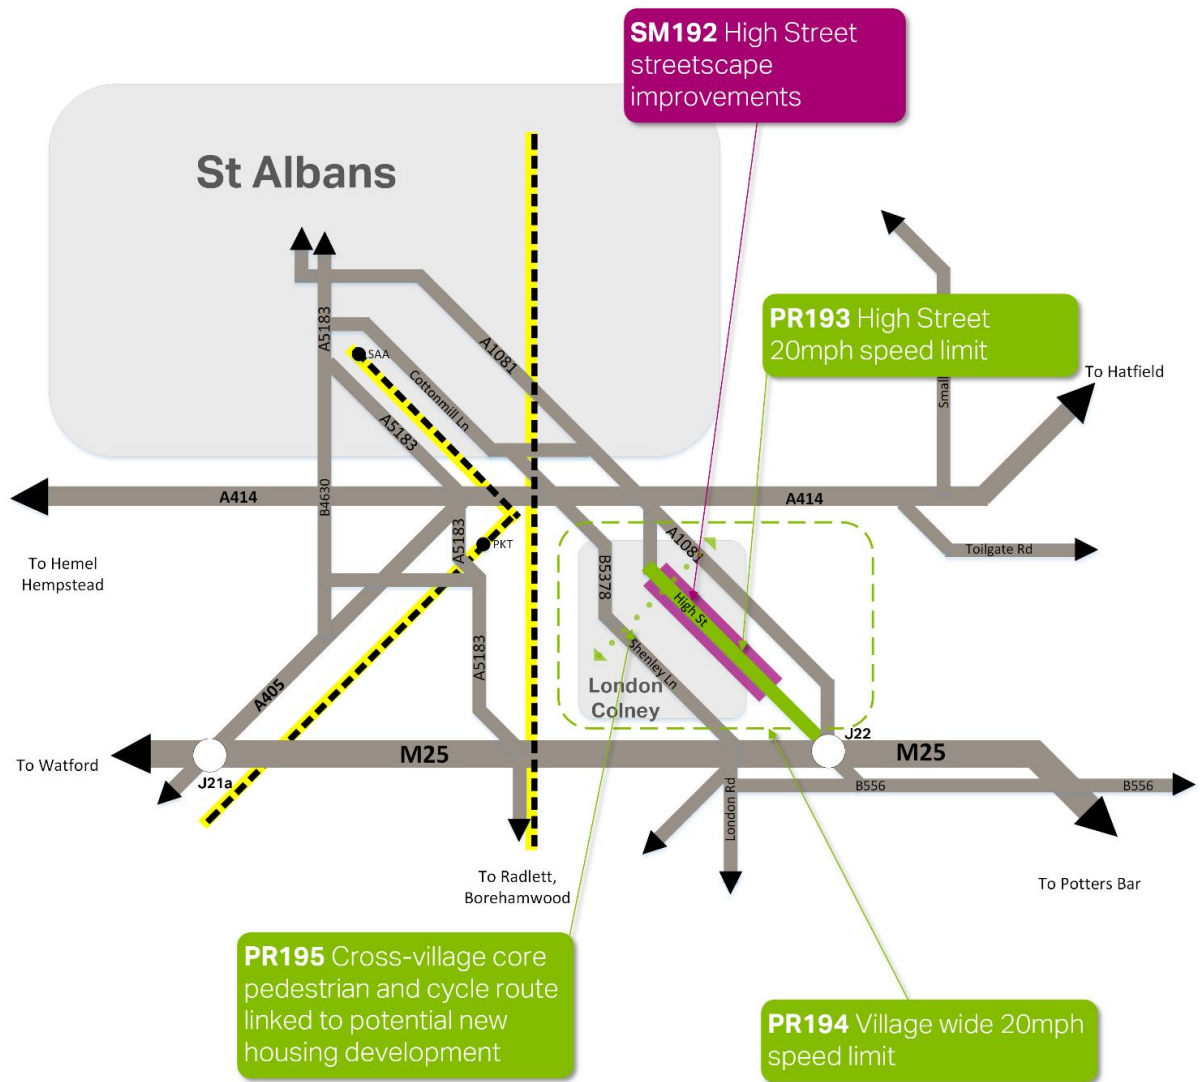 SM192 High Street
streetscape
improvements
St Albans
PR193 High Street
20mph speed limit
A5183
SAA
A1081
Cottonmill Ln
A5183
Small
To Hatfield
A414
B4630
A414
A5183
PKT
A1081
Toilgate Rd
To Hemel
Hempstead
B5378
High St
A5183
Shenley Ln
London
Colney
A405
J22
To Watford
M25
M25
J21a
London Rd
B556
B556
To Radlett,
Borehamwood
To Potters Bar
PR195 Cross-village core
pedestrian and cycle route
linked to potential new
housing development
PR194 Village wide 20mph
speed limit